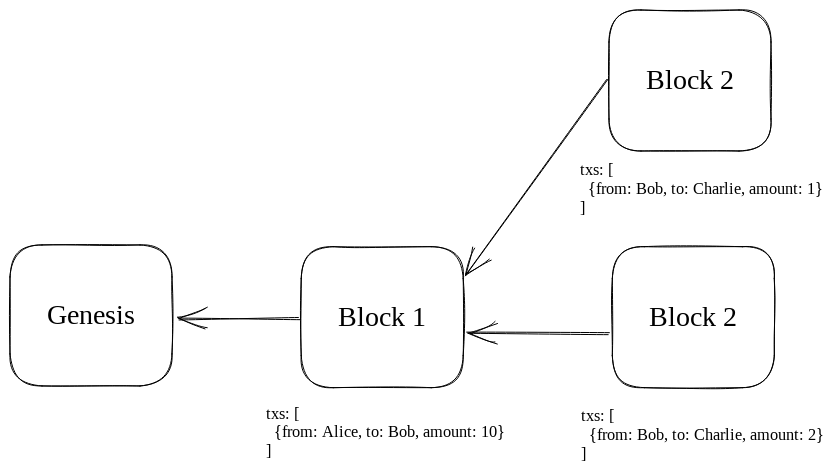 Block 2
txs: [
  {from: Bob, to: Charlie, amount: 1}
]
Genesis
Block 1
Block 2
txs: [
  {from: Alice, to: Bob, amount: 10}
]
txs: [
  {from: Bob, to: Charlie, amount: 2}
]